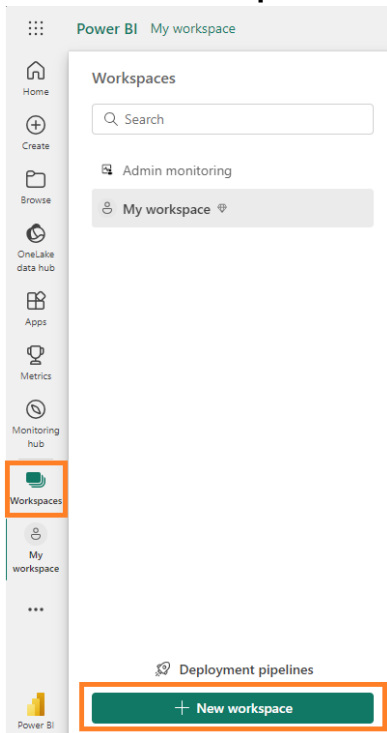 Power BI My workspace
Home
Create
Browse
OneLake
data hub
Apps
Metrics
Monitoring
hub
Workspaces
My
workspace
Power BI
Workspaces
Search
Admin monitoring
My workspace
Deployment pipelines
+ New workspace